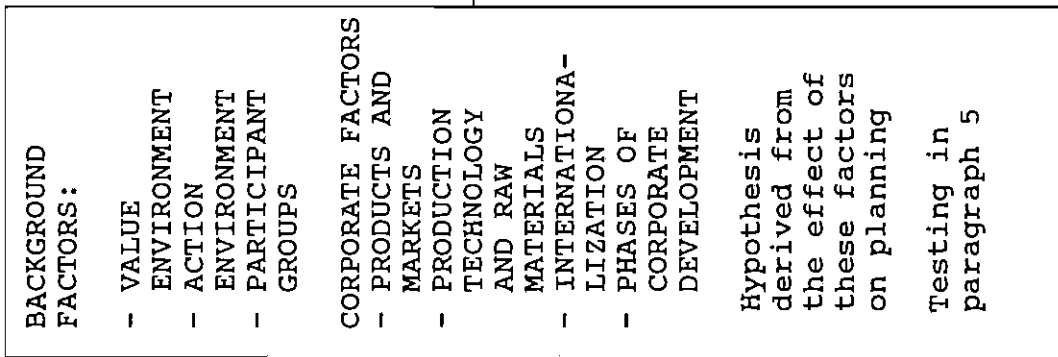 BACKGROUND
FACTORS:
- VALUE
ENVIRONMENT
- ACTION
ENVIRONMENT
- PARTICIPANT
GROUPS
CORPORATE FACTORS
- PRODUCTS AND
MARKETS
- PRODUCTION
TECHNOLOGY
AND RAW
MATERIALS
- INTERNATIONA-
LIZATION
- PHASES OF
CORPORATE
DEVELOPMENT
Hypothesis
derived from
the effect of
these factors
on planning
Testing in
paragraph 5